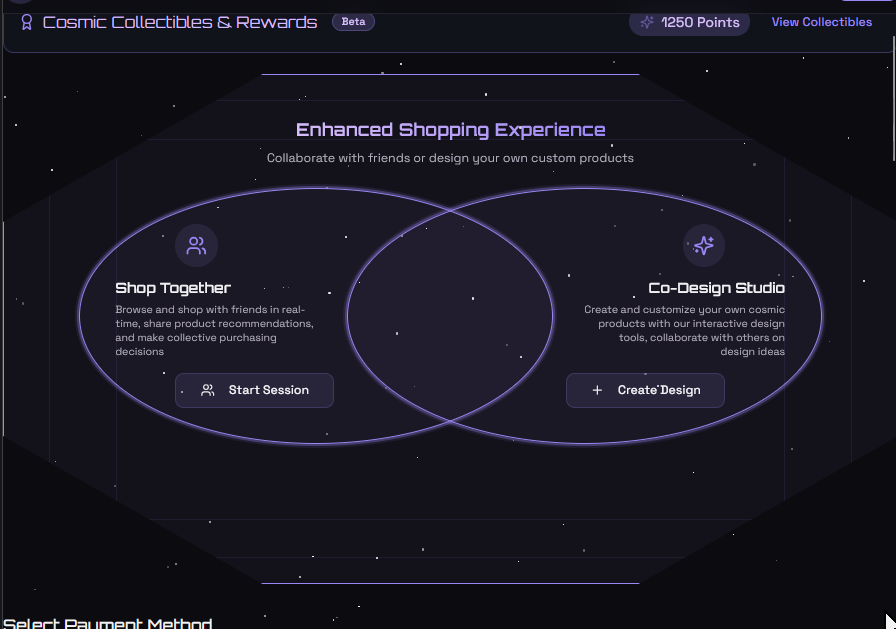 Cosmic Collectibles & Rewards
Beta
1250 Points
View Collectibles
Enhanced Shopping Experience
Collaborate with friends or design your own custom products
Shop Together
Browse and shop with friends in real-
time, share product recommendations,
and make collective purchasing
decisions
Start Session
Co-Design Studio
Create and customize your own cosmic
products with our interactive design
tools, collaborate with others on
design ideas
Create Design
Select Payment Method